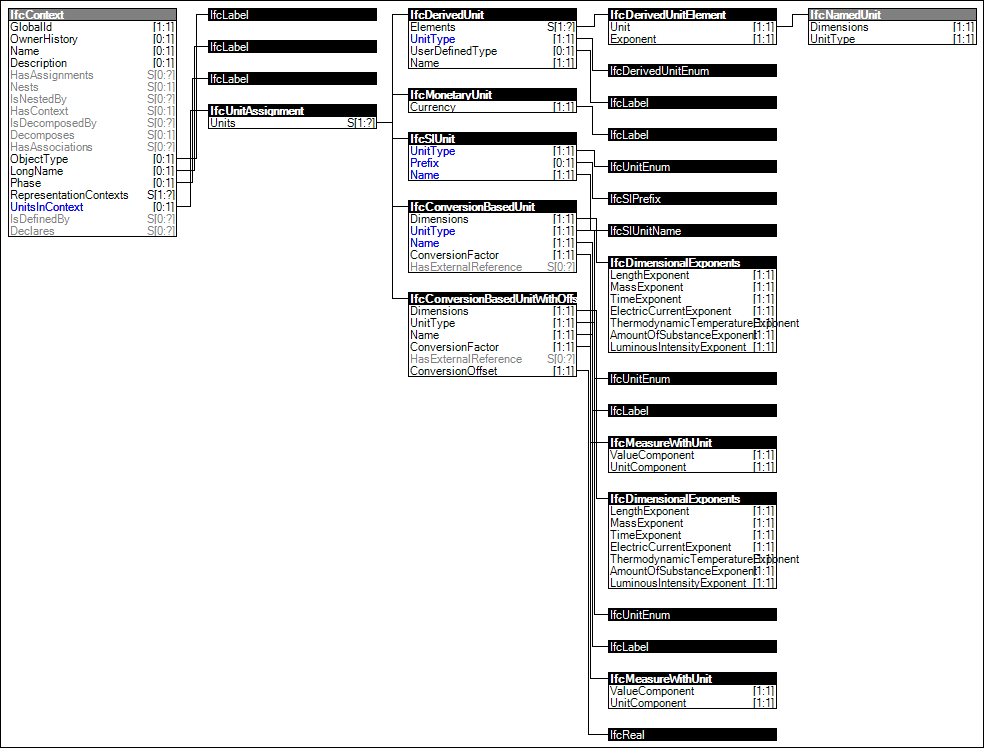 IfcContext
GlobalId [1:1]
OwnerHistory [0:1]
Name [0:1]
Description [0:1]
HasAssignments S[0:?]
Nests S[0:1]
IsNestedBy S[0:?]
HasContext S[0:1]
IsDecomposedBy S[0:?]
Decomposes S[0:1]
HasAssociations S[0:?]
ObjectType [0:1]
LongName [0:1]
Phase [0:1]
RepresentationContexts S[1:?]
UnitsInContext [0:1]
IsDefinedBy S[0:?]
Declares S[0:?]
IfcLabel
IfcLabel
IfcLabel
IfcUnitAssignment
Units S[1:?]
IfcDerivedUnit
Elements S[1:?]
UnitType [1:1]
UserDefinedType [0:1]
Name [1:1]
IfcMonetaryUnit
Currency [1:1]
IfcSIUnit
UnitType [1:1]
Prefix [0:1]
Name [1:1]
IfcConversionBasedUnit
Dimensions [1:1]
UnitType [1:1]
Name [1:1]
ConversionFactor [1:1]
HasExternalReference S[0:?]
IfcConversionBasedUnitWithOffs
Dimensions [1:1]
UnitType [1:1]
Name [1:1]
ConversionFactor [1:1]
HasExternalReference S[0:?]
ConversionOffset [1:1]
IfcDerivedUnitElement
Unit [1:1]
Exponent [1:1]
IfcDerivedUnitEnum
IfcLabel
IfcLabel
IfcUnitEnum
IfcSIPrefix
IfcSIUnitName
IfcDimensionalExponents
LengthExponent [1:1]
MassExponent [1:1]
TimeExponent [1:1]
ElectricCurrentExponent [1:1]
ThermodynamicTemperatureExponent [1:1]
AmountOfSubstanceExponent [1:1]
LuminousIntensityExponent [1:1]
IfcUnitEnum
IfcLabel
IfcMeasureWithUnit
ValueComponent [1:1]
UnitComponent [1:1]
IfcDimensionalExponents
LengthExponent [1:1]
MassExponent [1:1]
TimeExponent [1:1]
ElectricCurrentExponent [1:1]
ThermodynamicTemperatureExponent [1:1]
AmountOfSubstanceExponent [1:1]
LuminousIntensityExponent [1:1]
IfcUnitEnum
IfcLabel
IfcMeasureWithUnit
ValueComponent [1:1]
UnitComponent [1:1]
IfcReal
IfcNamedUnit
Dimensions [1:1]
UnitType [1:1]